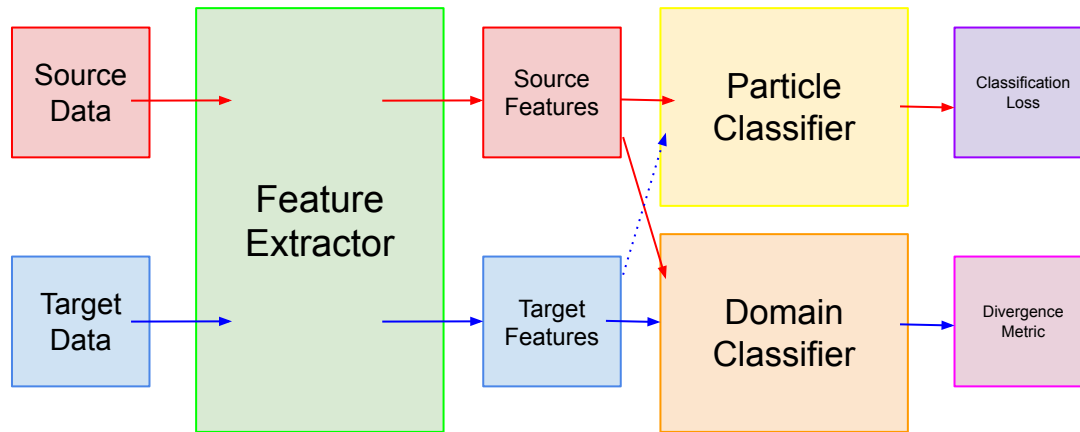 Source
Data
Feature
Extractor
Source
Features
Particle
Classifier
Classification
Loss
Target
Data
Target
Features
Domain
Classifier
Divergence
Metric